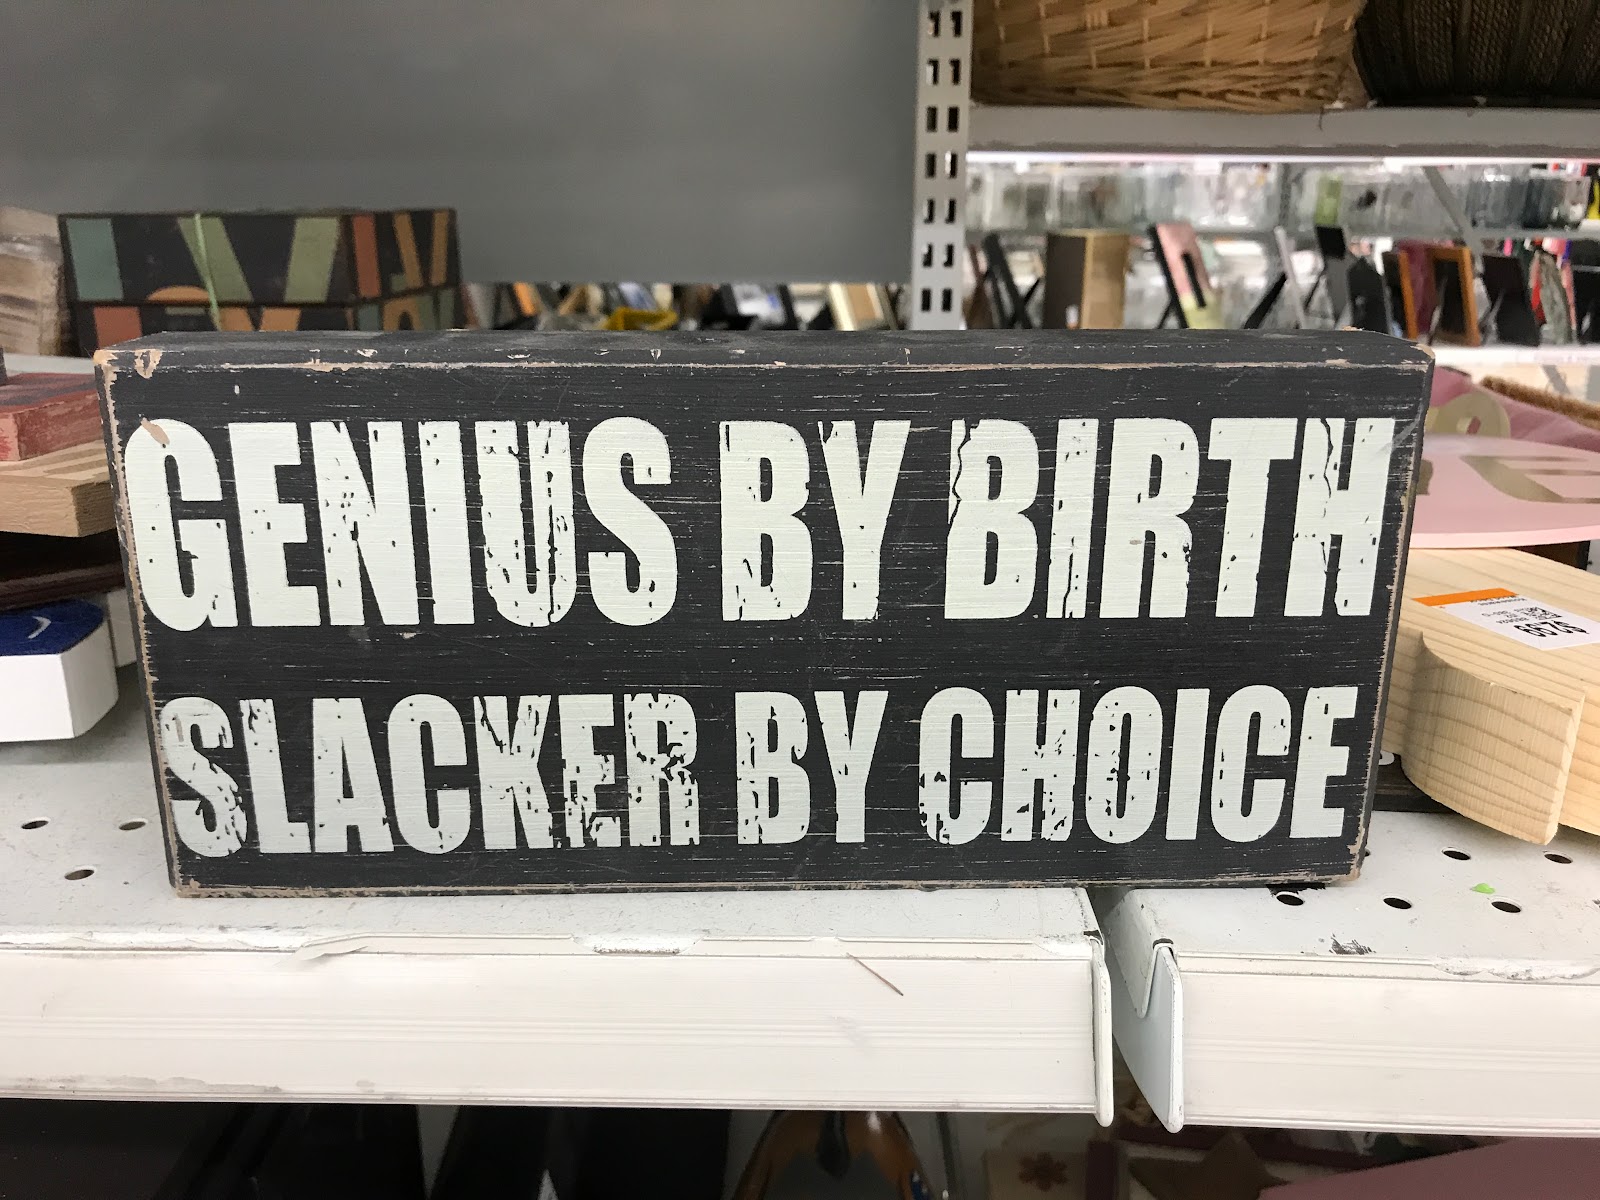 GENIUS BY BIRTH
SLACKER BY CHOICE